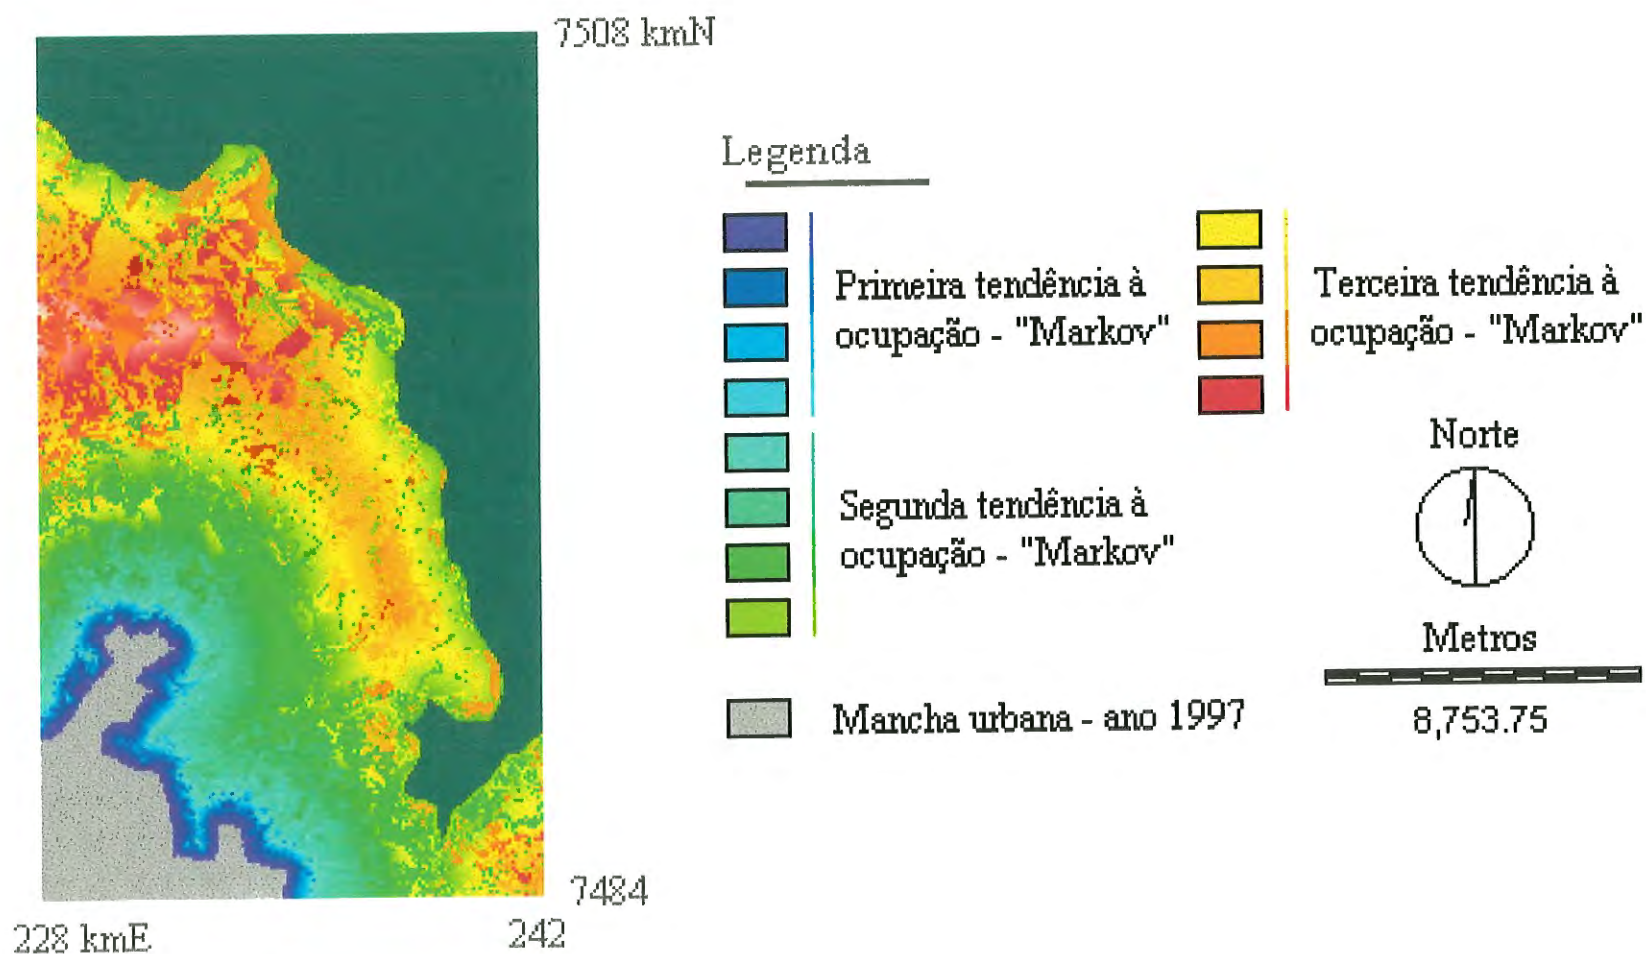 7508 kmN
Legenda
Primeira tendência à
ocupação - "Markov"
Segunda tendência à
ocupação - "Markov"
Mancha urbana - ano 1997
Terceira tendência à
ocupação - "Markov"
Norte
Metros
8,753.75
7484
228 kmE
242